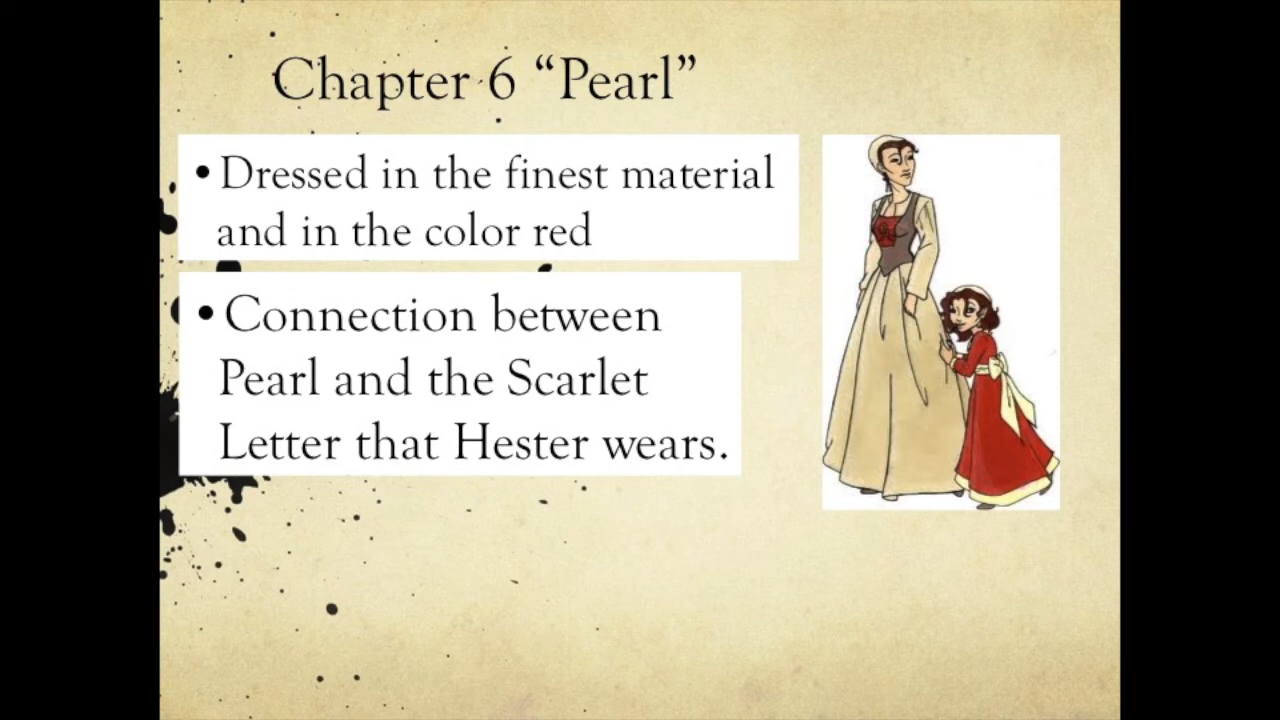 Chapter 6 “Pearl”
• Dressed in the finest material
and in the color red
• Connection between
Pearl and the Scarlet
Letter that Hester wears.